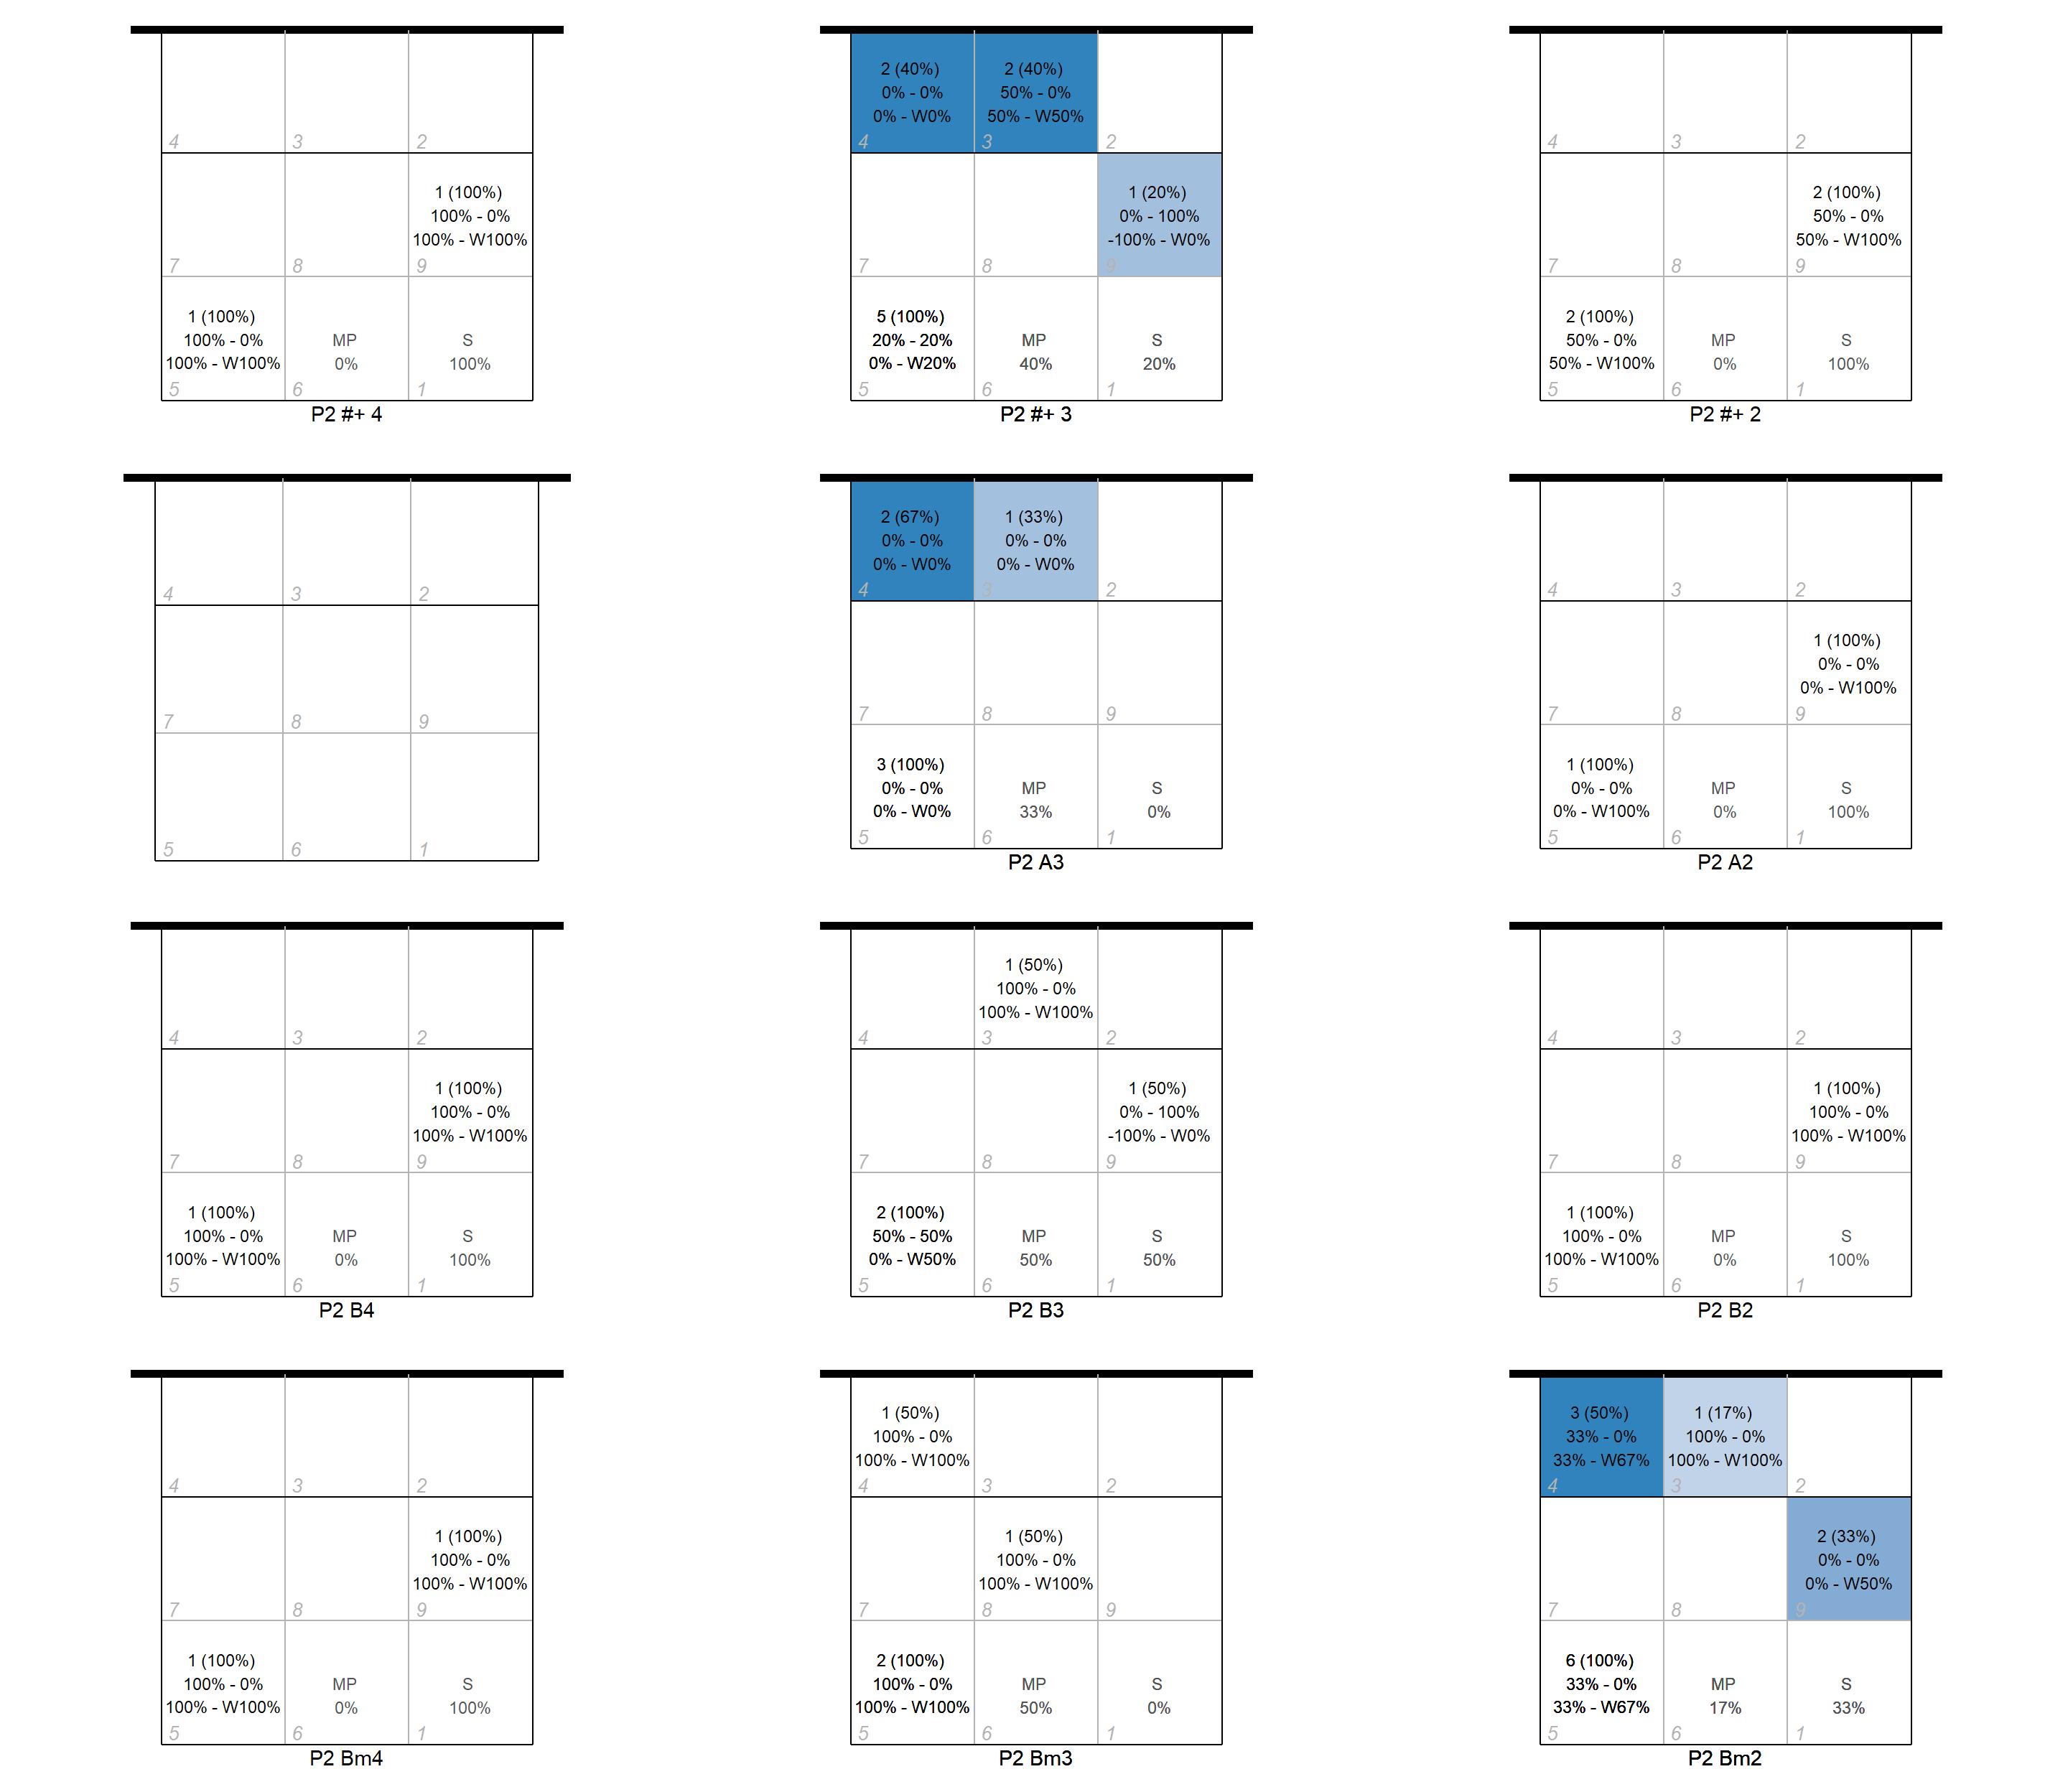 4 3 2
1 (100%)
100% - 0%
100% - W100%
7 8 9
1 (100%)
100% - 0%
100% - W100%
MP
0%
S
100%
5 6 1
P2 #+ 4
2 (40%)
0% - 0%
0% - W0%
2 (40%)
50% - 0%
50% - W50%
4 3 2
1 (20%)
0% - 100%
-100% - W0%
7 8 9
5 (100%)
20% - 20%
0% - W20%
MP
40%
S
20%
5 6 1
P2 #+ 3
4 3 2
2 (100%)
50% - 0%
50% - W100%
7 8 9
2 (100%)
50% - 0%
50% - W100%
MP
0%
S
100%
5 6 1
P2 #+ 2
4 3 2
7 8 9
5 6 1
2 (67%)
0% - 0%
0% - W0%
1 (33%)
0% - 0%
0% - W0%
4 3 2
7 8 9
3 (100%)
0% - 0%
0% - W0%
MP
33%
S
0%
5 6 1
P2 A3
4 3 2
1 (100%)
0% - 0%
0% - W100%
7 8 9
1 (100%)
0% - 0%
0% - W100%
MP
0%
S
100%
5 6 1
P2 A2
4 3 2
1 (100%)
100% - 0%
100% - W100%
7 8 9
1 (100%)
100% - 0%
100% - W100%
MP
0%
S
100%
5 6 1
P2 B4
1 (50%)
100% - 0%
100% - W100%
4 3 2
1 (50%)
0% - 100%
-100% - W0%
7 8 9
2 (100%)
50% - 50%
0% - W50%
MP
50%
S
50%
5 6 1
P2 B3
4 3 2
1 (100%)
100% - 0%
100% - W100%
7 8 9
1 (100%)
100% - 0%
100% - W100%
MP
0%
S
100%
5 6 1
P2 B2
4 3 2
1 (100%)
100% - 0%
100% - W100%
7 8 9
1 (100%)
100% - 0%
100% - W100%
MP
0%
S
100%
5 6 1
P2 Bm4
1 (50%)
100% - 0%
100% - W100%
4 3 2
1 (50%)
100% - 0%
100% - W100%
7 8 9
2 (100%)
100% - 0%
100% - W100%
MP
50%
S
0%
5 6 1
P2 Bm3
3 (50%)
33% - 0%
33% - W67%
1 (17%)
100% - 0%
100% - W100%
4 3 2
2 (33%)
0% - 0%
0% - W50%
7 8 9
6 (100%)
33% - 0%
33% - W67%
MP
17%
S
33%
5 6 1
P2 Bm2